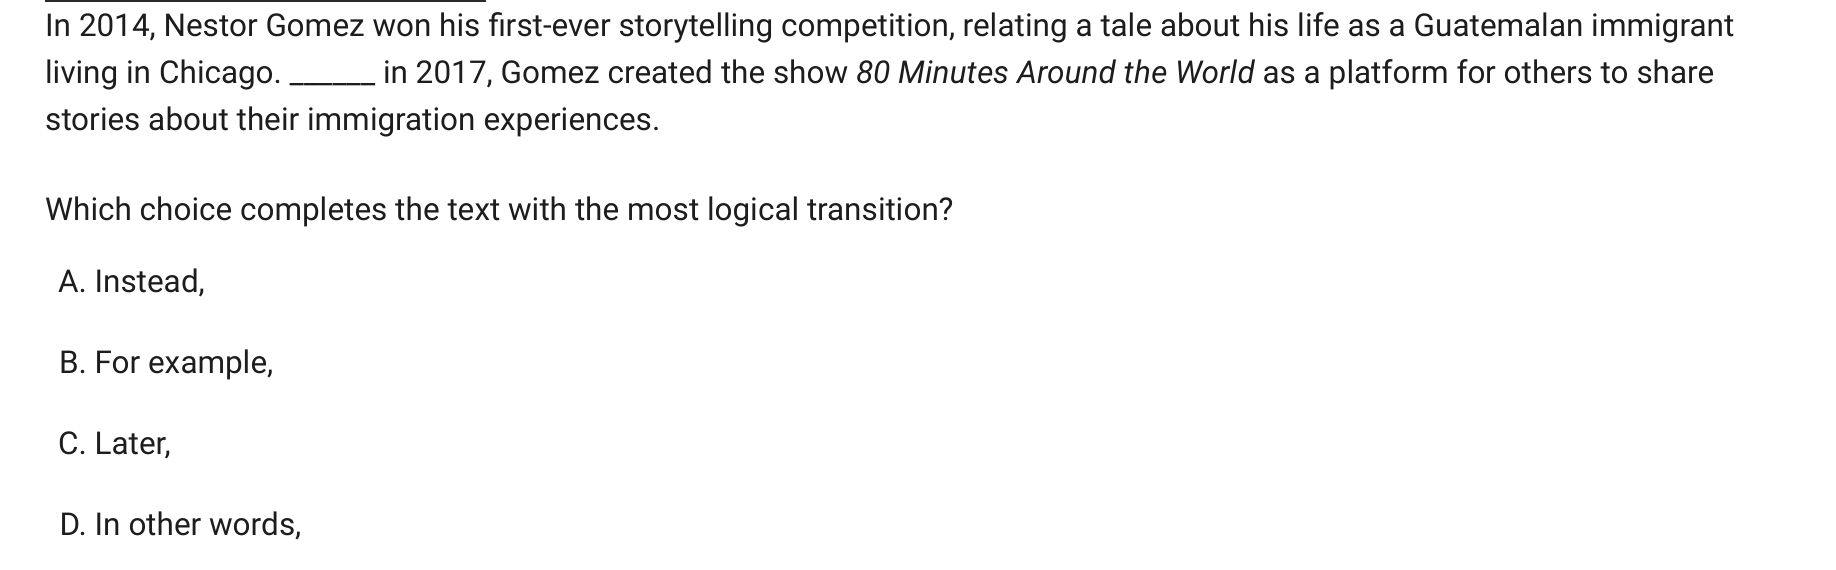 In 2014, Nestor Gomez won his first-ever storytelling competition, relating a tale about his life as a Guatemalan immigrant
living in Chicago. ______ in 2017, Gomez created the show 80 Minutes Around the World as a platform for others to share
stories about their immigration experiences.
Which choice completes the text with the most logical transition?
A. Instead,
B. For example,
C. Later,
D. In other words,